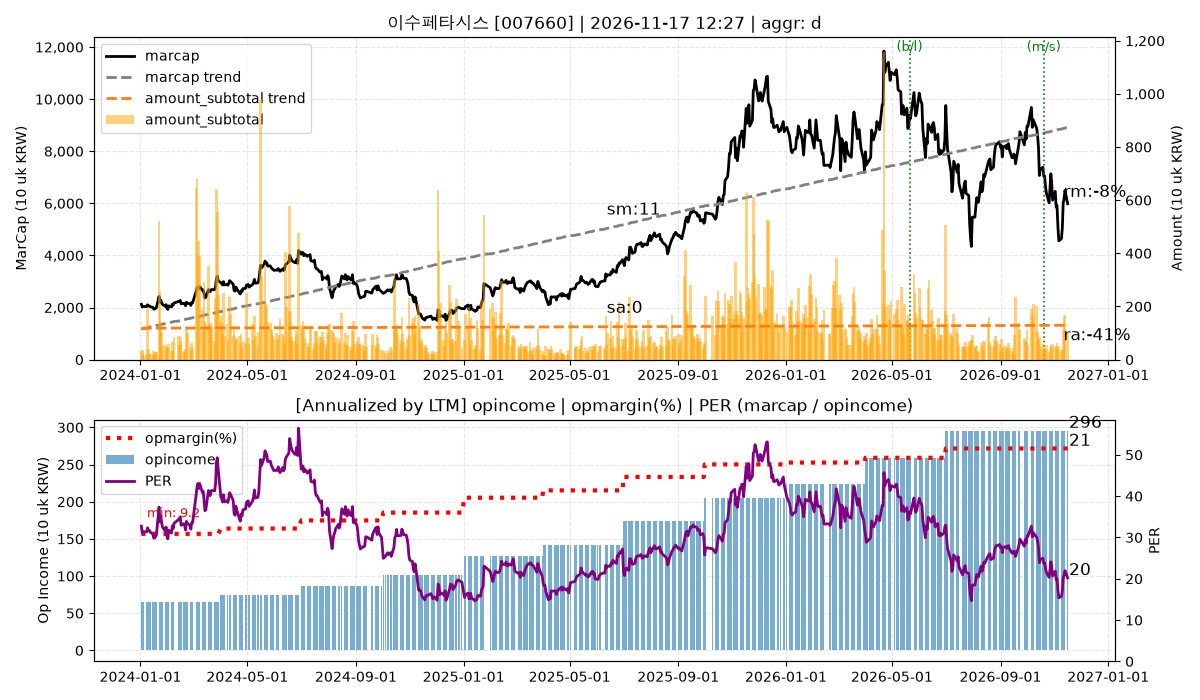 이수페타시스 [007660] | 2026-11-17 12:27 | aggr: d
marcap
marcap trend
amount_subtotal trend
amount_subtotal
(b/l)
(m/s)
sm:11
rm:-8%
sa:0
ra:-41%
MarCap (10 uk KRW)
12,000
10,000
8,000
6,000
4,000
2,000
0
Amount (10 uk KRW)
1,200
1,000
800
600
400
200
0
2024-01-01
2024-05-01
2024-09-01
2025-01-01
2025-05-01
2025-09-01
2026-01-01
2026-05-01
2026-09-01
2027-01-01
[Annualized by LTM] opincome | opmargin(%) | PER (marcap / opincome)
opmargin(%)
opincome
PER
min: 9.2
296
21
20
Op Income (10 uk KRW)
300
250
200
150
100
50
0
PER
50
40
30
20
10
0
2024-01-01
2024-05-01
2024-09-01
2025-01-01
2025-05-01
2025-09-01
2026-01-01
2026-05-01
2026-09-01
2027-01-01